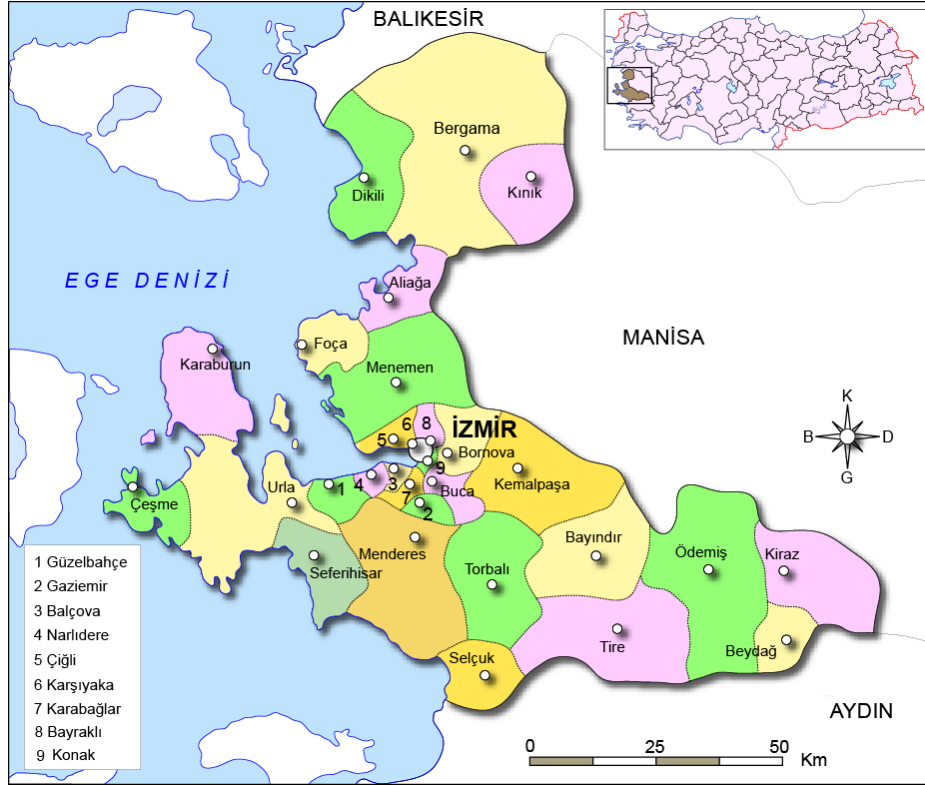 BALIKESİR
Bergama
Dikili
Kınık
EGE DENİZİ
Aliağa
MANİSA
Foça
Karaburun
Menemen
K
B
D
G
6
8
İZMİR
5
Bornova
9
Kemalpaşa
Urla
1
4
3
7
Buca
2
Çeşme
Bayındır
Menderes
Ödemiş
Kiraz
Seferihisar
Torbalı
Tire
Beydağ
Selçuk
AYDIN
1 Güzelbahçe
2 Gaziemir
3 Balçova
4 Narlıdere
5 Çiğli
6 Karşıyaka
7 Karabağlar
8 Bayraklı
9 Konak
0 25 50
Km